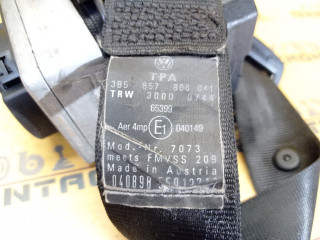 TPA
3B5 857 806 041
TRW 3000 0744
65399
Aer 4mp E1 040149
Mod.-Nr. 7073
meets FMVSS 209
Made in Austria